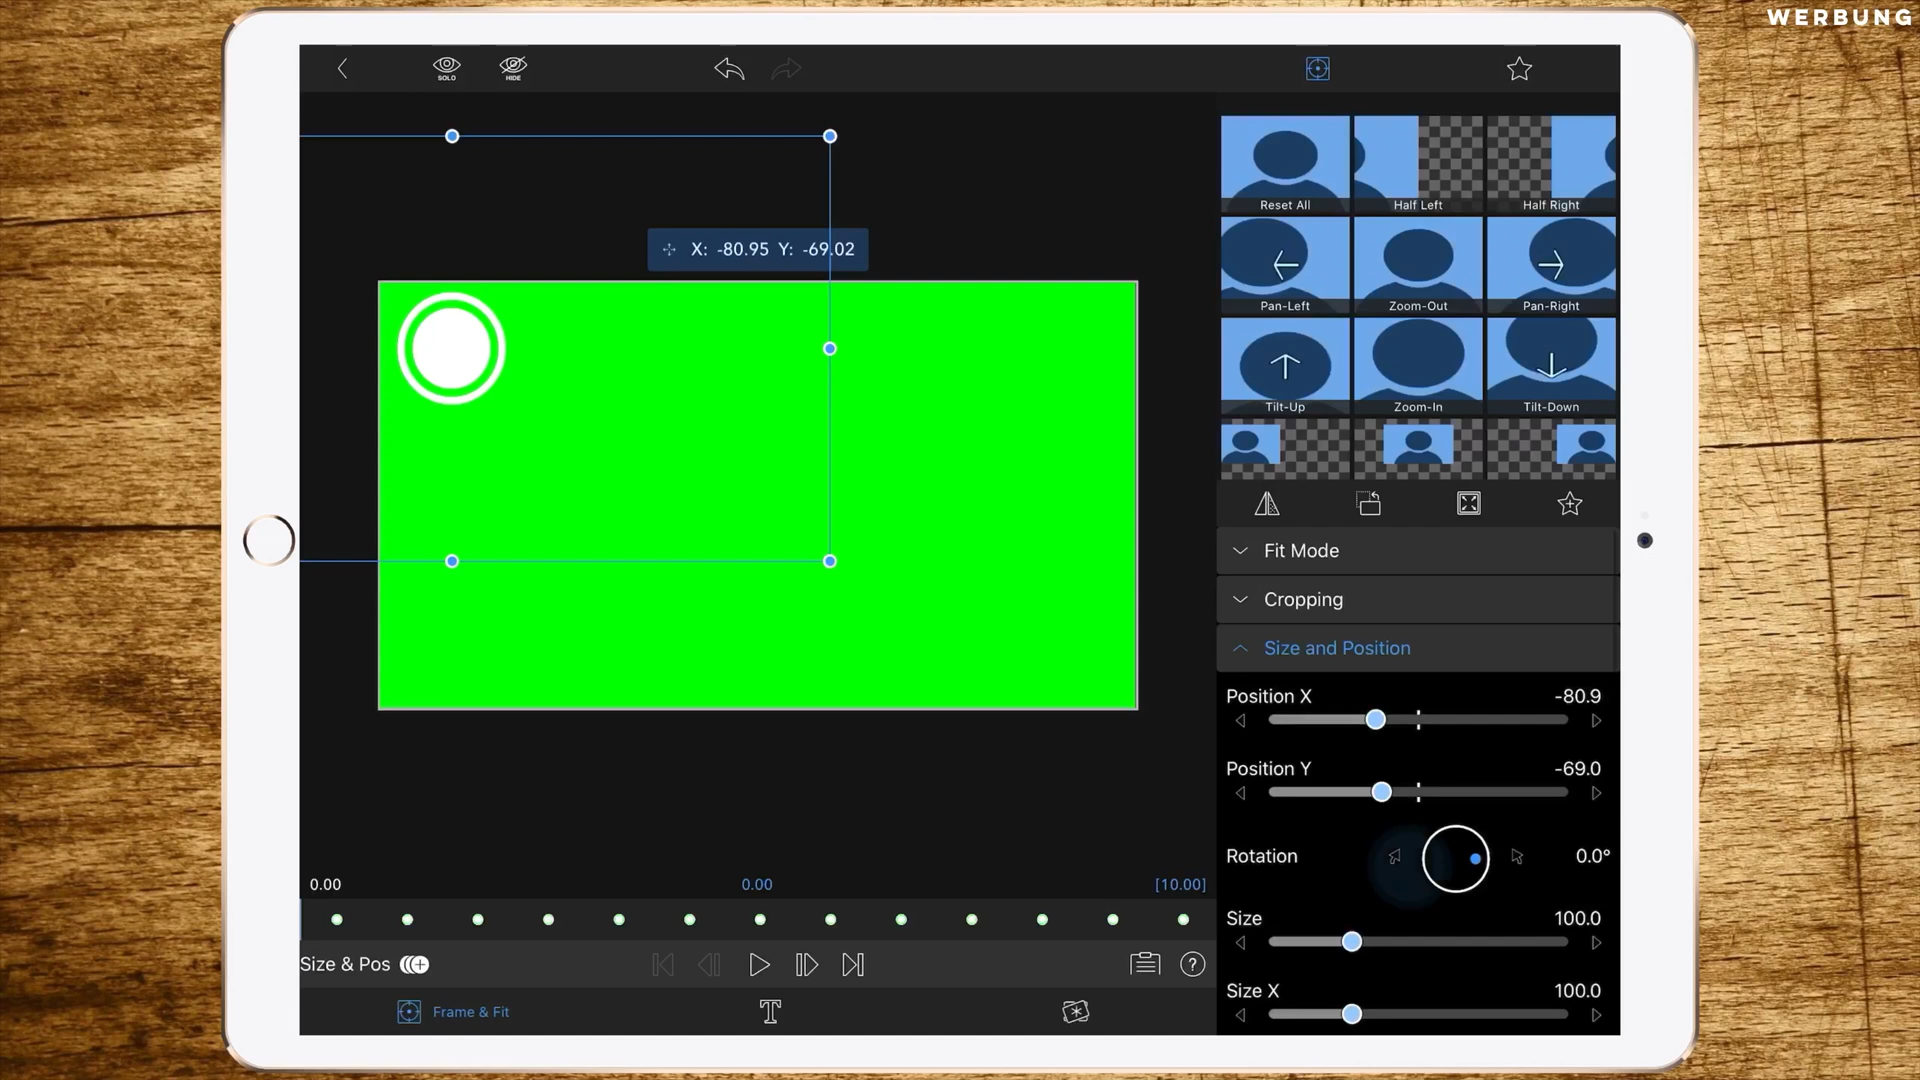 WERBUNG
SOLO
HIDE
X: -80.95 Y: -69.02
Reset All
Half Left
Half Right
Pan-Left
Zoom-Out
Pan-Right
Tilt-Up
Zoom-In
Tilt-Down
Fit Mode
Cropping
Size and Position
Position X -80.9
Position Y -69.0
Rotation 0.0°
Size 100.0
Size X 100.0
0.00 0.00 [10.00]
Size & Pos
Frame & Fit